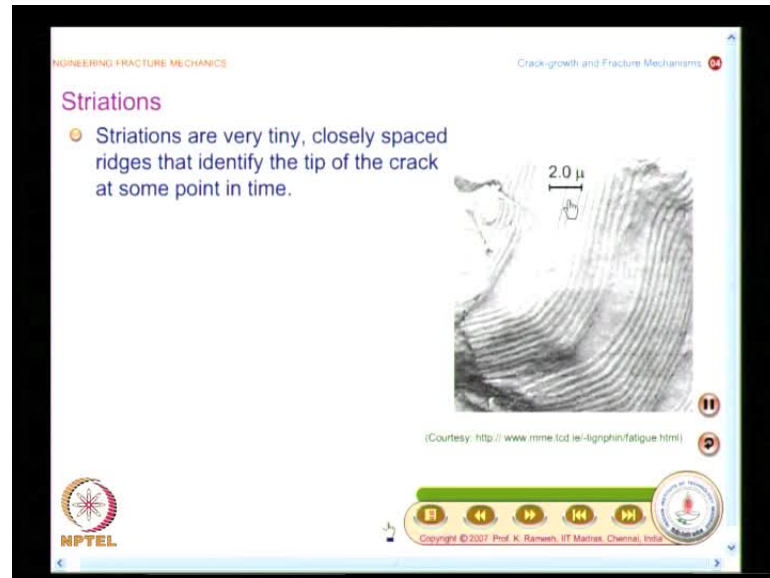 NGINEERING FRACTURE MECHANICS
Crack-growth and Fracture Mechanisms 04
Striations
Striations are very tiny, closely spaced
ridges that identify the tip of the crack
at some point in time.
2.0 μ
(Courtesy: http:// www.mme.tcd.ie/~lignphin/fatigue.html)
NPTEL
Copyright © 2007 Prof. K. Ramesh, IIT Madras, Chennai, India